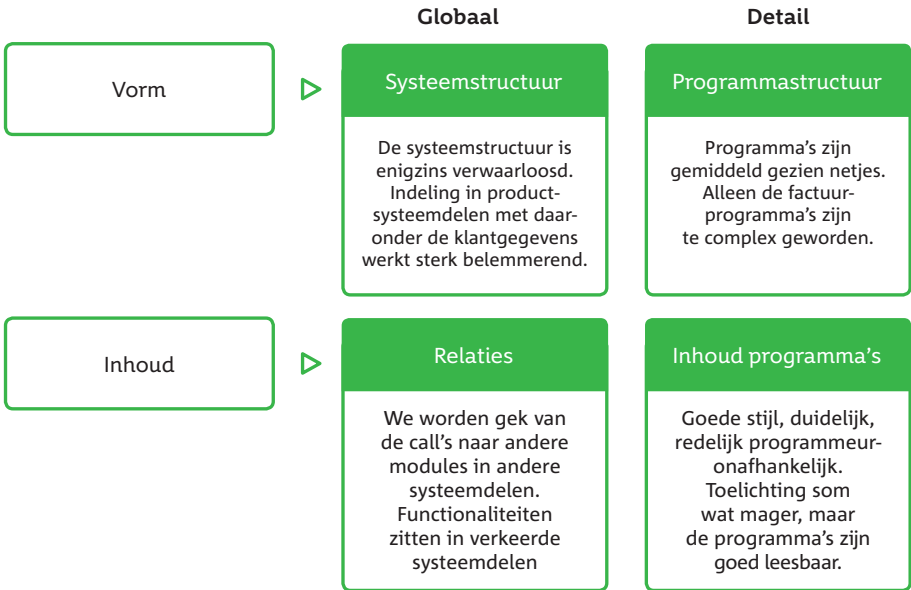 Globaal
Detail
Vorm
Systeemstructuur
De systeemstructuur is
enigzins verwaarloosd.
Indeling in product-
systeemdelen met daar-
onder de klantgegevens
werkt sterk belemmerend.
Programmastructuur
Programma's zijn
gemiddeld gezien netjes.
Alleen de factuur-
programma's zijn
te complex geworden.
Inhoud
Relaties
We worden gek van
de call's naar andere
modules in andere
systeemdelen.
Functionaliteiten
zitten in verkeerde
systeemdelen
Inhoud programma's
Goede stijl, duidelijk,
redelijk programmeur-
onafhankelijk.
Toelichting som
wat mager, maar
de programma's zijn
goed leesbaar.